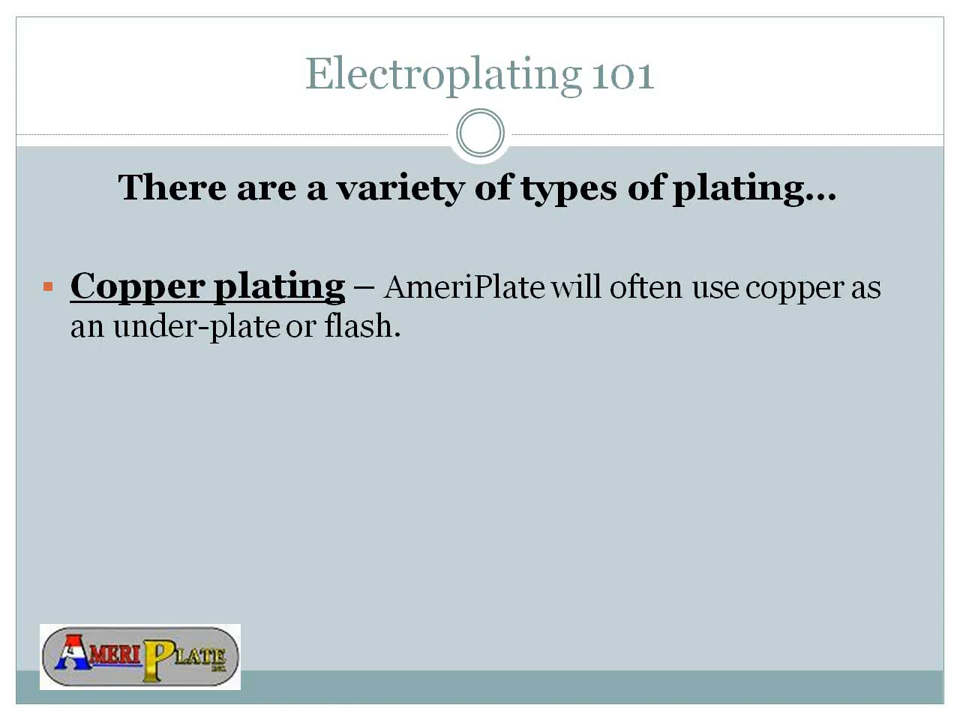 Electroplating 101
There are a variety of types of plating…
▪ Copper plating – AmeriPlate will often use copper as
an under-plate or flash.
AMERI PLATE INC.